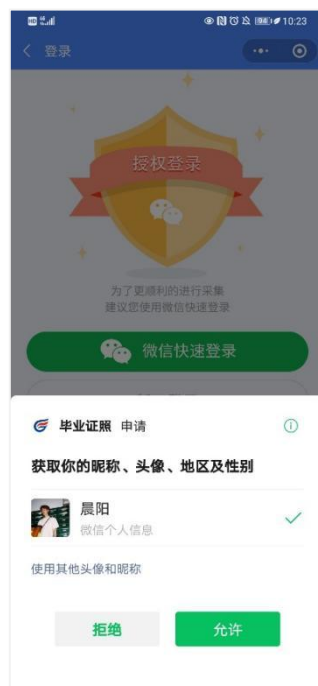 10:23
登录
授权登录
为了更顺利的进行采集
建议您使用微信快速登录
微信快速登录
毕业证照 申请
获取你的昵称、头像、地区及性别
晨阳
微信个人信息
使用其他头像和昵称
拒绝
允许